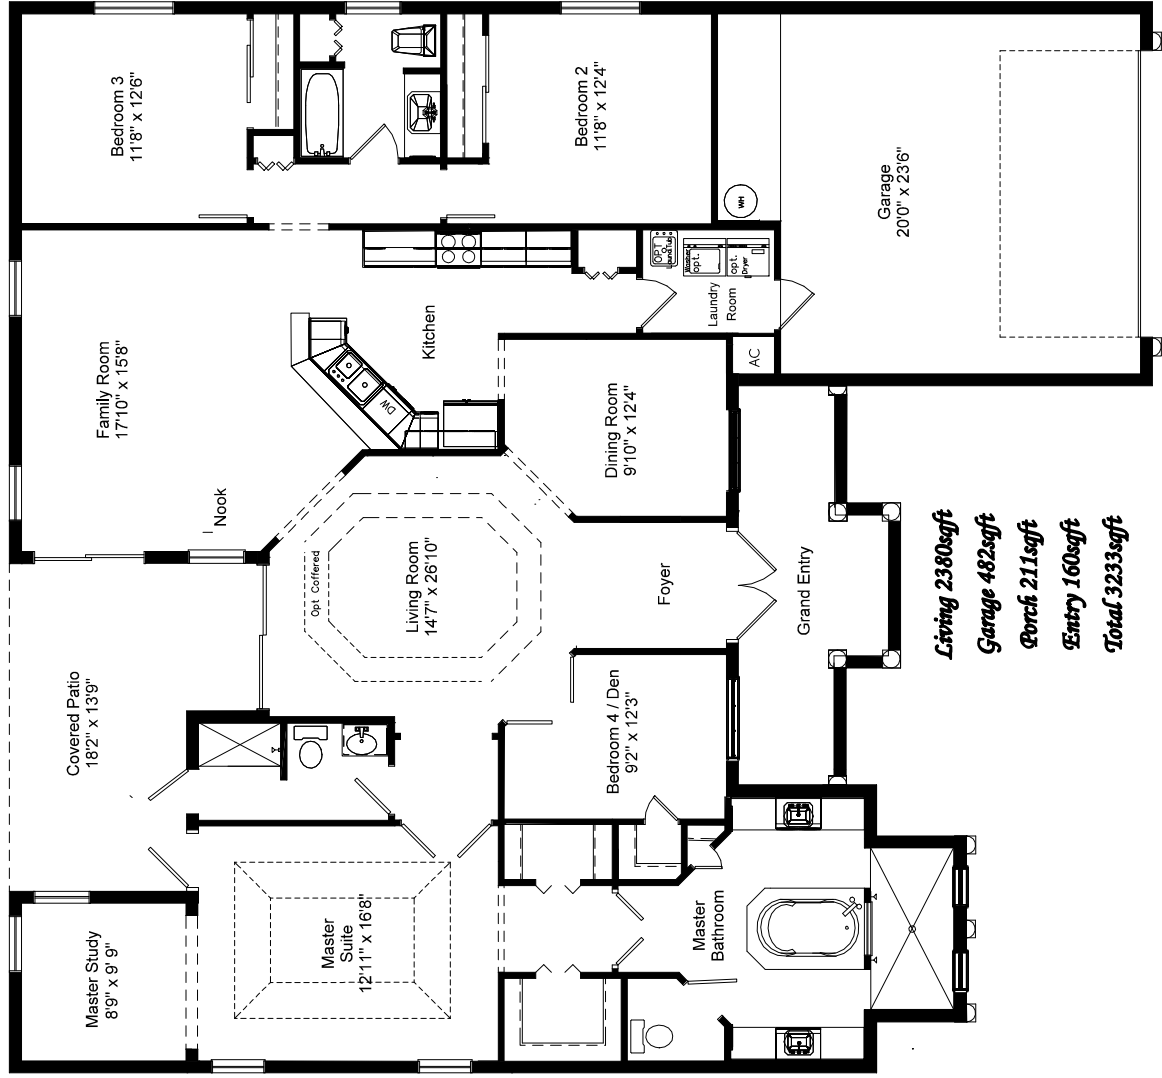 Bedroom 3
11'8" x 12'6"
Bedroom 2
11'8" x 12'4"
Garage
20'0" x 23'6"
WH
OPT
LaundTub
Washer
opt.
opt.
Dryer
Laundry
Room
AC
Kitchen
DW
Family Room
17'10" x 15'8"
Nook
Dining Room
9'10" x 12'4"
Opt Coffered
Living Room
14'7" x 26'10"
Foyer
Grand Entry
Living 2380sqft
Garage 482sqft
Porch 211sqft
Entry 160sqft
Total 3233sqft
Covered Patio
18'2" x 13'9"
Bedroom 4 / Den
9'2" x 12'3"
Master Study
8'9" x 9' 9"
Master
Suite
12'11" x 16'8"
Master
Bathroom